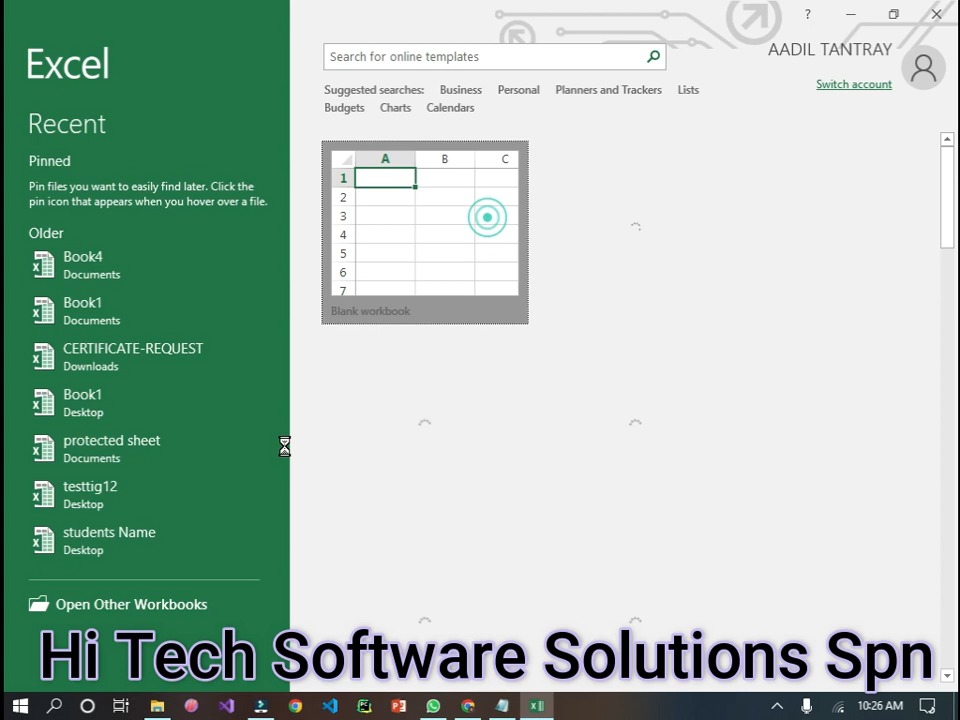 ?
Excel
AADIL TANTRAY
Switch account
Search for online templates
Suggested searches: Business Personal Planners and Trackers Lists
Budgets Charts Calendars
Recent
Pinned
Pin files you want to easily find later. Click the
pin icon that appears when you hover over a file.
Older
Book4
Documents
Book1
Documents
CERTIFICATE-REQUEST
Downloads
Book1
Desktop
protected sheet
Documents
testtig12
Desktop
students Name
Desktop
Open Other Workbooks
A B C
1
2
3
4
5
6
7
Blank workbook
Hi Tech Software Solutions Spn
10:26 AM